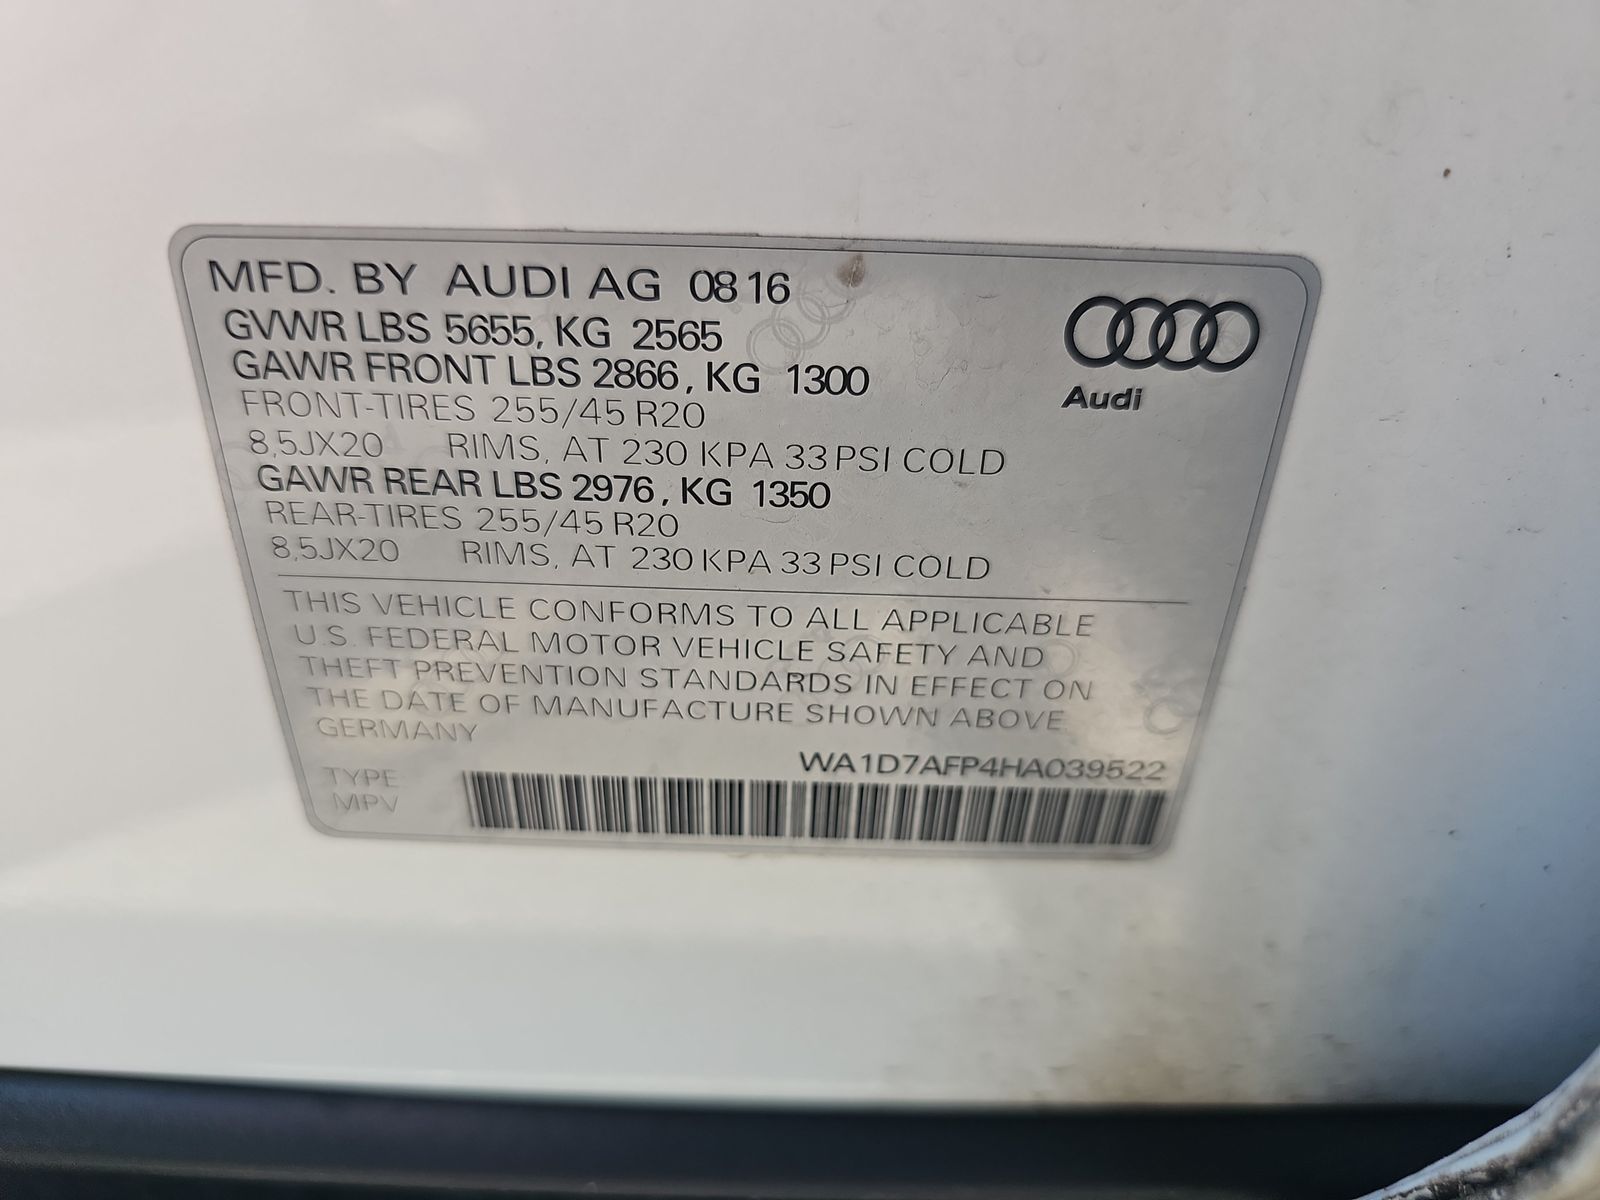 MFD. BY AUDI AG 08 16
GVWR LBS 5655, KG 2565
GAWR FRONT LBS 2866, KG 1300
FRONT-TIRES 255/45 R20
8,5JX20 RIMS, AT 230 KPA 33 PSI COLD
GAWR REAR LBS 2976, KG 1350
REAR-TIRES 255/45 R20
8,5JX20 RIMS, AT 230 KPA 33 PSI COLD
Audi
THIS VEHICLE CONFORMS TO ALL APPLICABLE
U.S. FEDERAL MOTOR VEHICLE SAFETY AND
THEFT PREVENTION STANDARDS IN EFFECT ON
THE DATE OF MANUFACTURE SHOWN ABOVE.
GERMANY
WA1D7AFP4HA039522
TYPE:
MPV